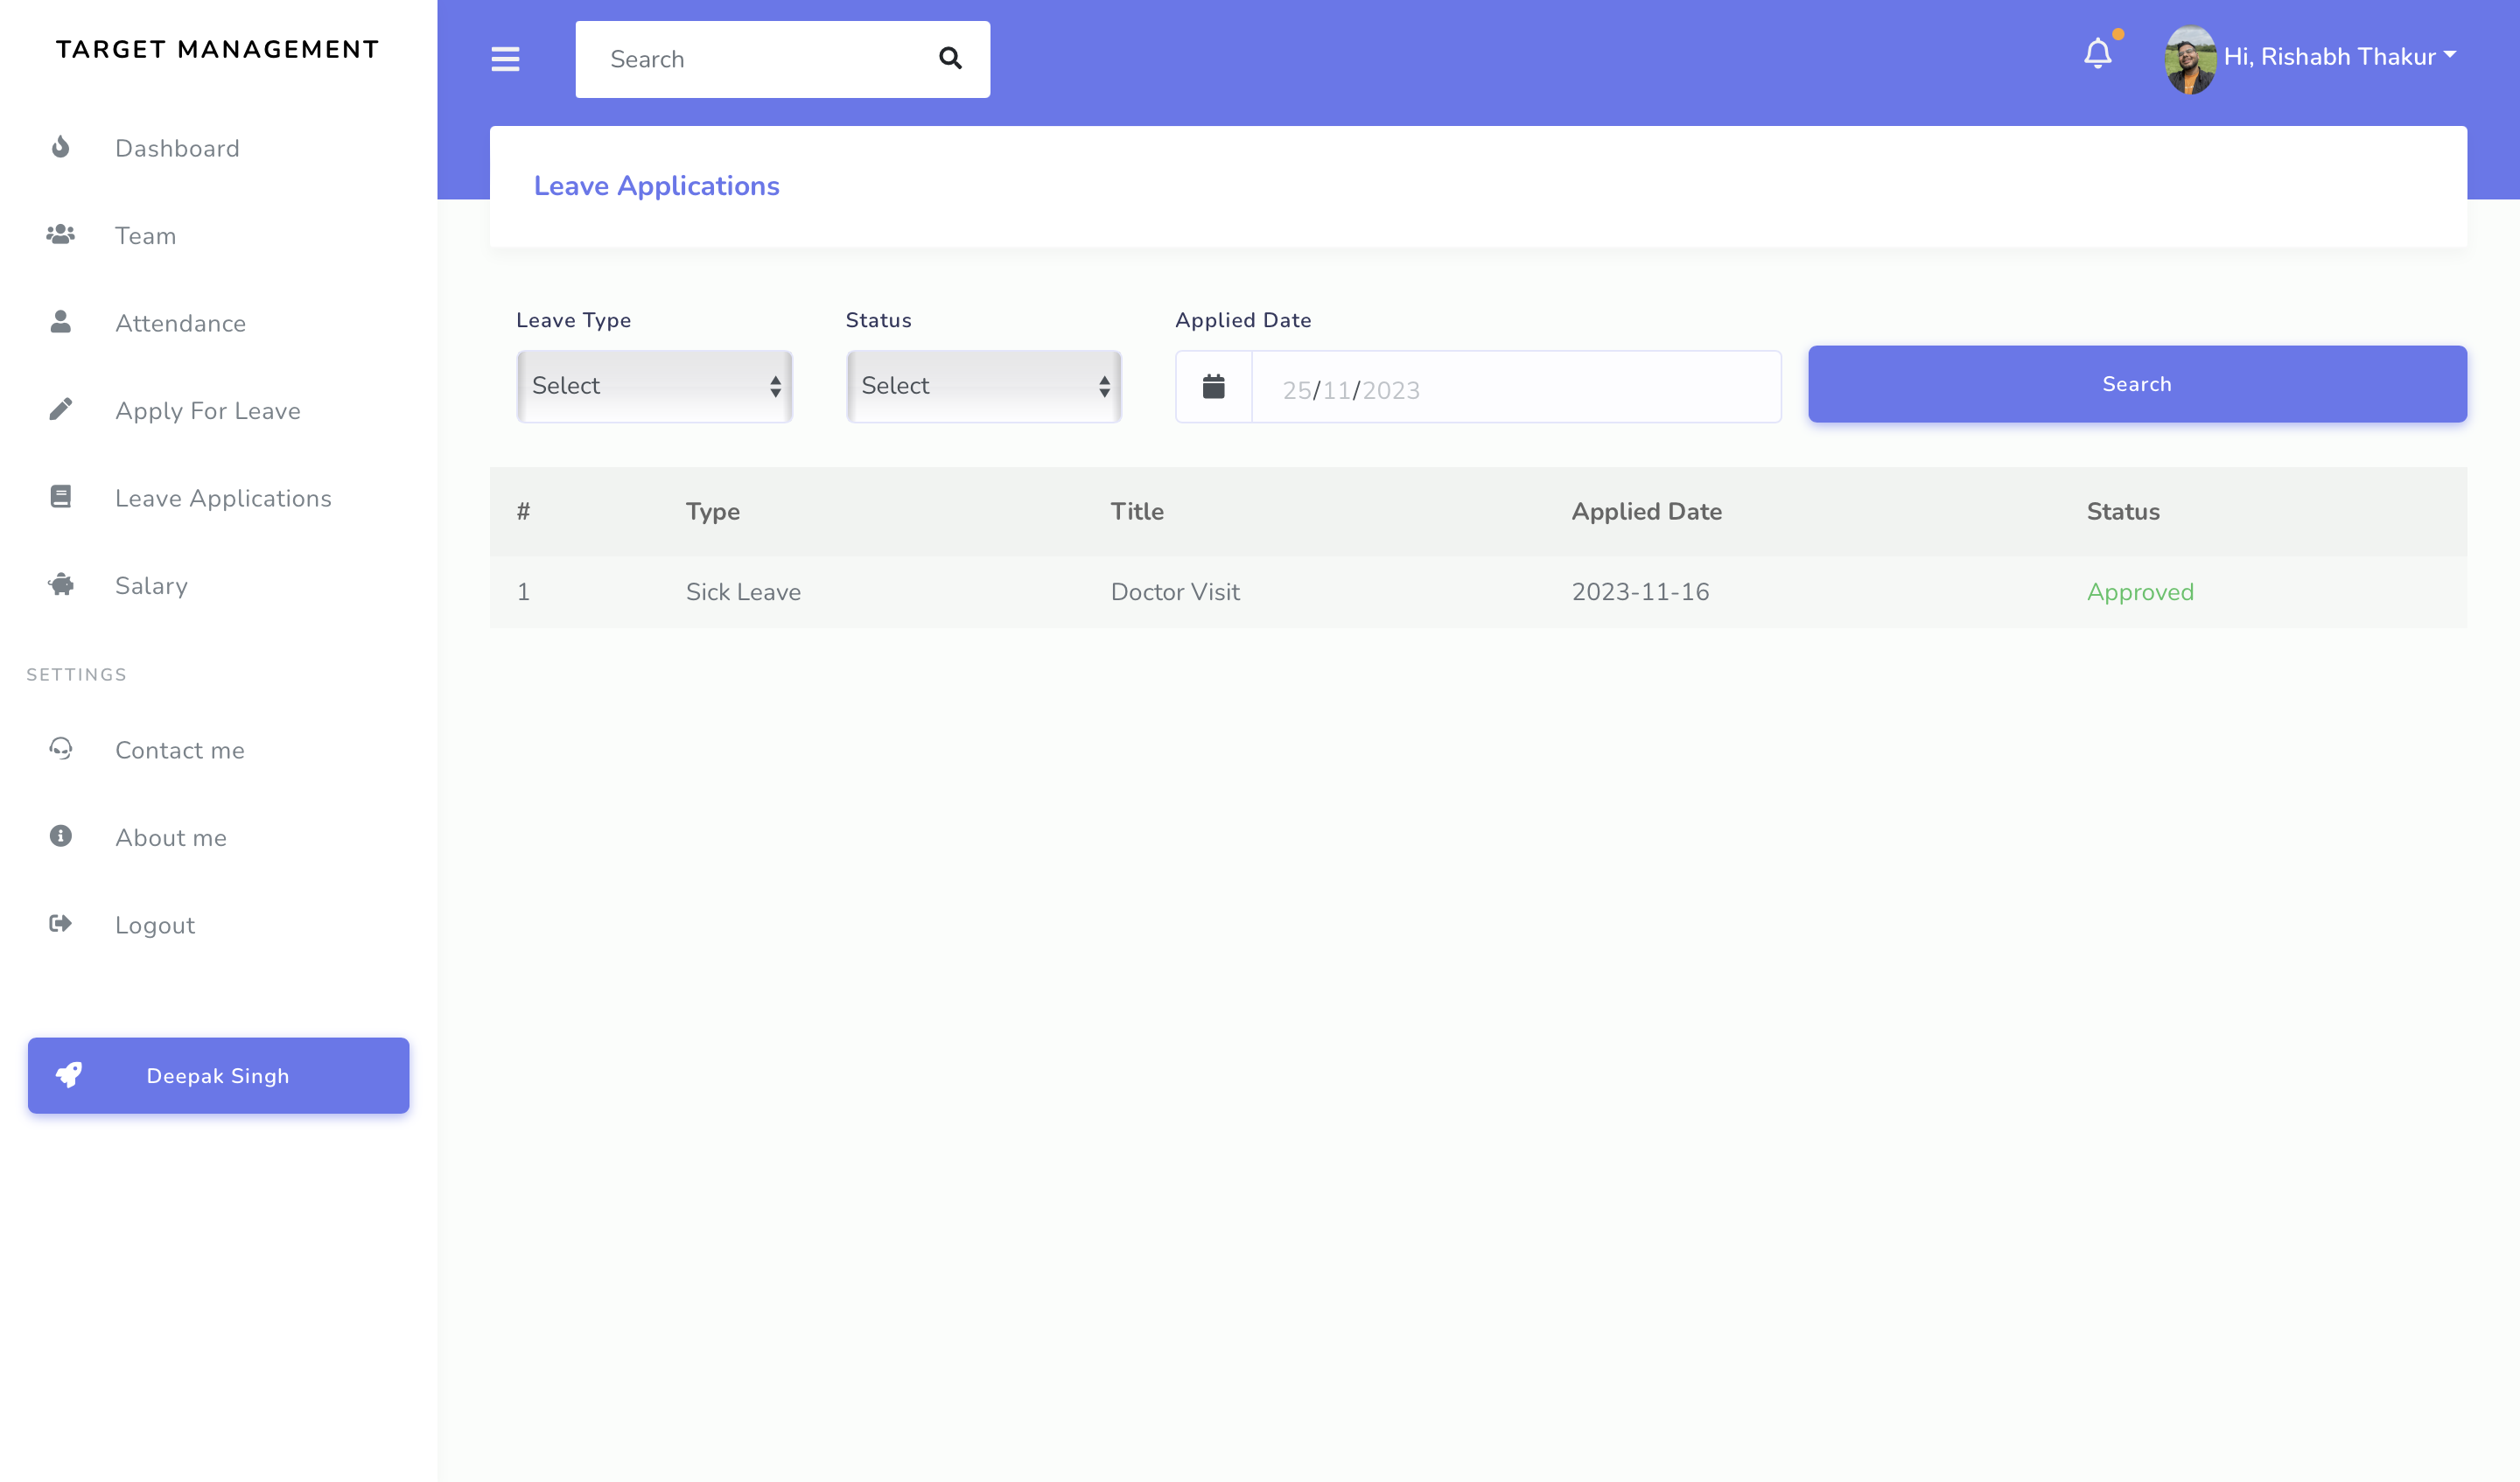 TARGET MANAGEMENT
Search
Hi, Rishabh Thakur
Dashboard
Team
Attendance
Apply For Leave
Leave Applications
Salary
SETTINGS
Contact me
About me
Logout
Deepak Singh
Leave Applications
Leave Type Status Applied Date
Select Select 25/11/2023 Search
# Type Title Applied Date Status
1 Sick Leave Doctor Visit 2023-11-16 Approved